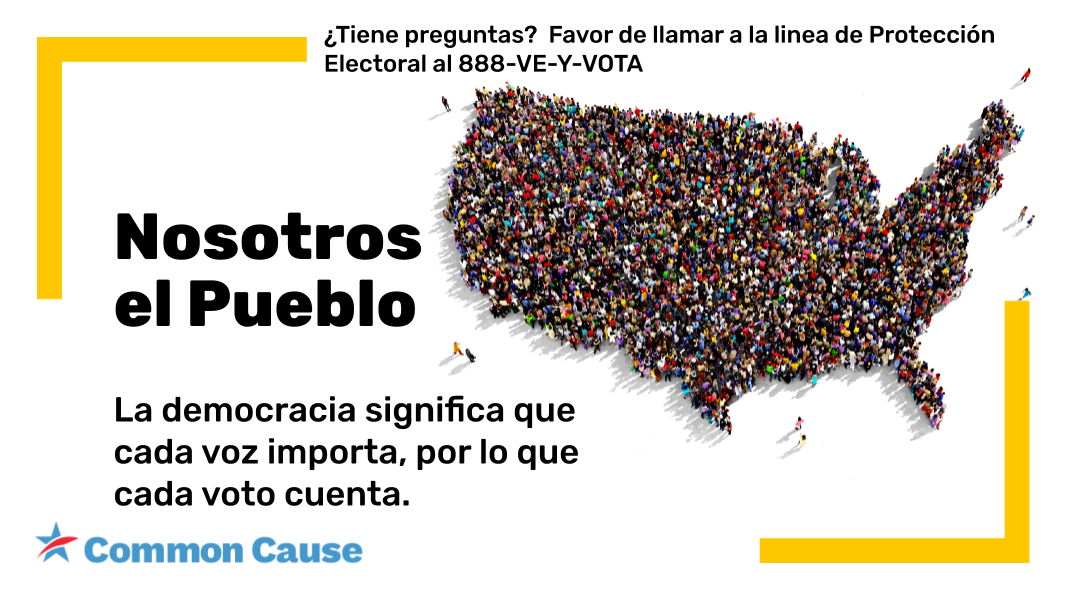 ¿Tiene preguntas? Favor de llamar a la linea de Protección
Electoral al 888-VE-Y-VOTA
Nosotros
el Pueblo
La democracia significa que
cada voz importa, por lo que
cada voto cuenta.
Common Cause